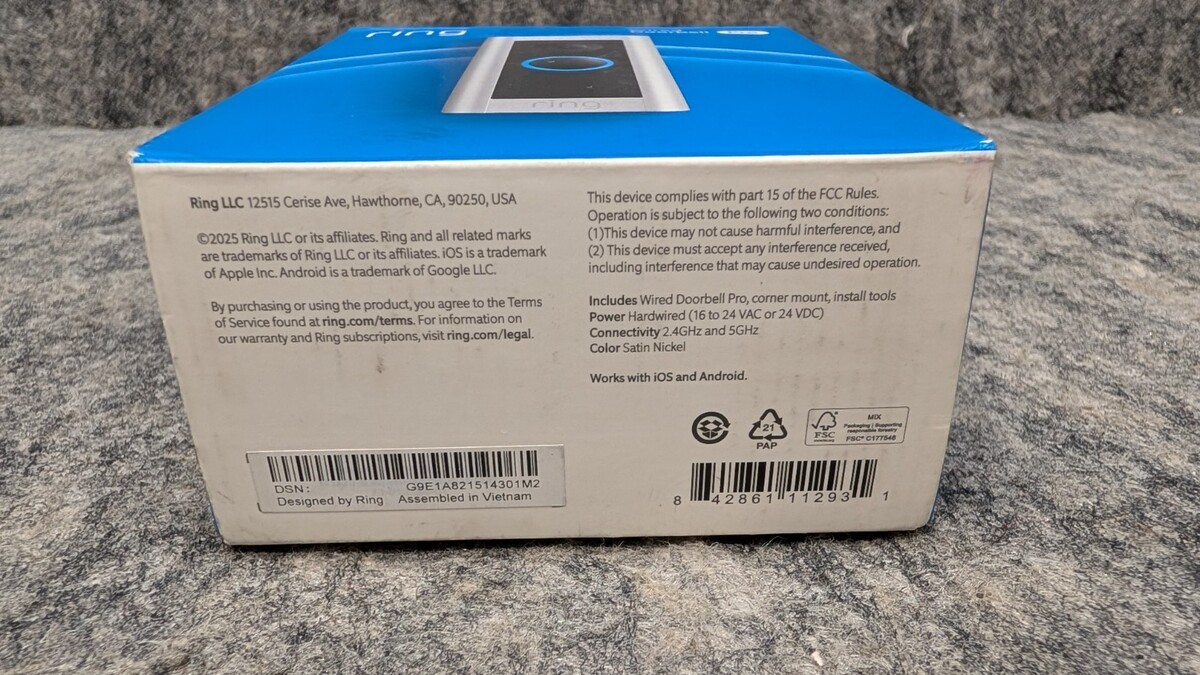 ring
Doorbell Pro
ring
Ring LLC 12515 Cerise Ave, Hawthorne, CA, 90250, USA
©2025 Ring LLC or its affiliates. Ring and all related marks
are trademarks of Ring LLC or its affiliates. iOS is a trademark
of Apple Inc. Android is a trademark of Google LLC.
By purchasing or using the product, you agree to the Terms
of Service found at ring.com/terms. For information on
our warranty and Ring subscriptions, visit ring.com/legal.
DSN: G9E1A821514301M2
Designed by Ring Assembled in Vietnam
This device complies with part 15 of the FCC Rules.
Operation is subject to the following two conditions:
(1)This device may not cause harmful interference, and
(2) This device must accept any interference received,
including interference that may cause undesired operation.
Includes Wired Doorbell Pro, corner mount, install tools
Power Hardwired (16 to 24 VAC or 24 VDC)
Connectivity 2.4GHz and 5GHz
Color Satin Nickel
Works with iOS and Android.
21
PAP
FSC
MIX
Packaging | Supporting
responsible forestry
FSC® C177548
8 42861 11293 1